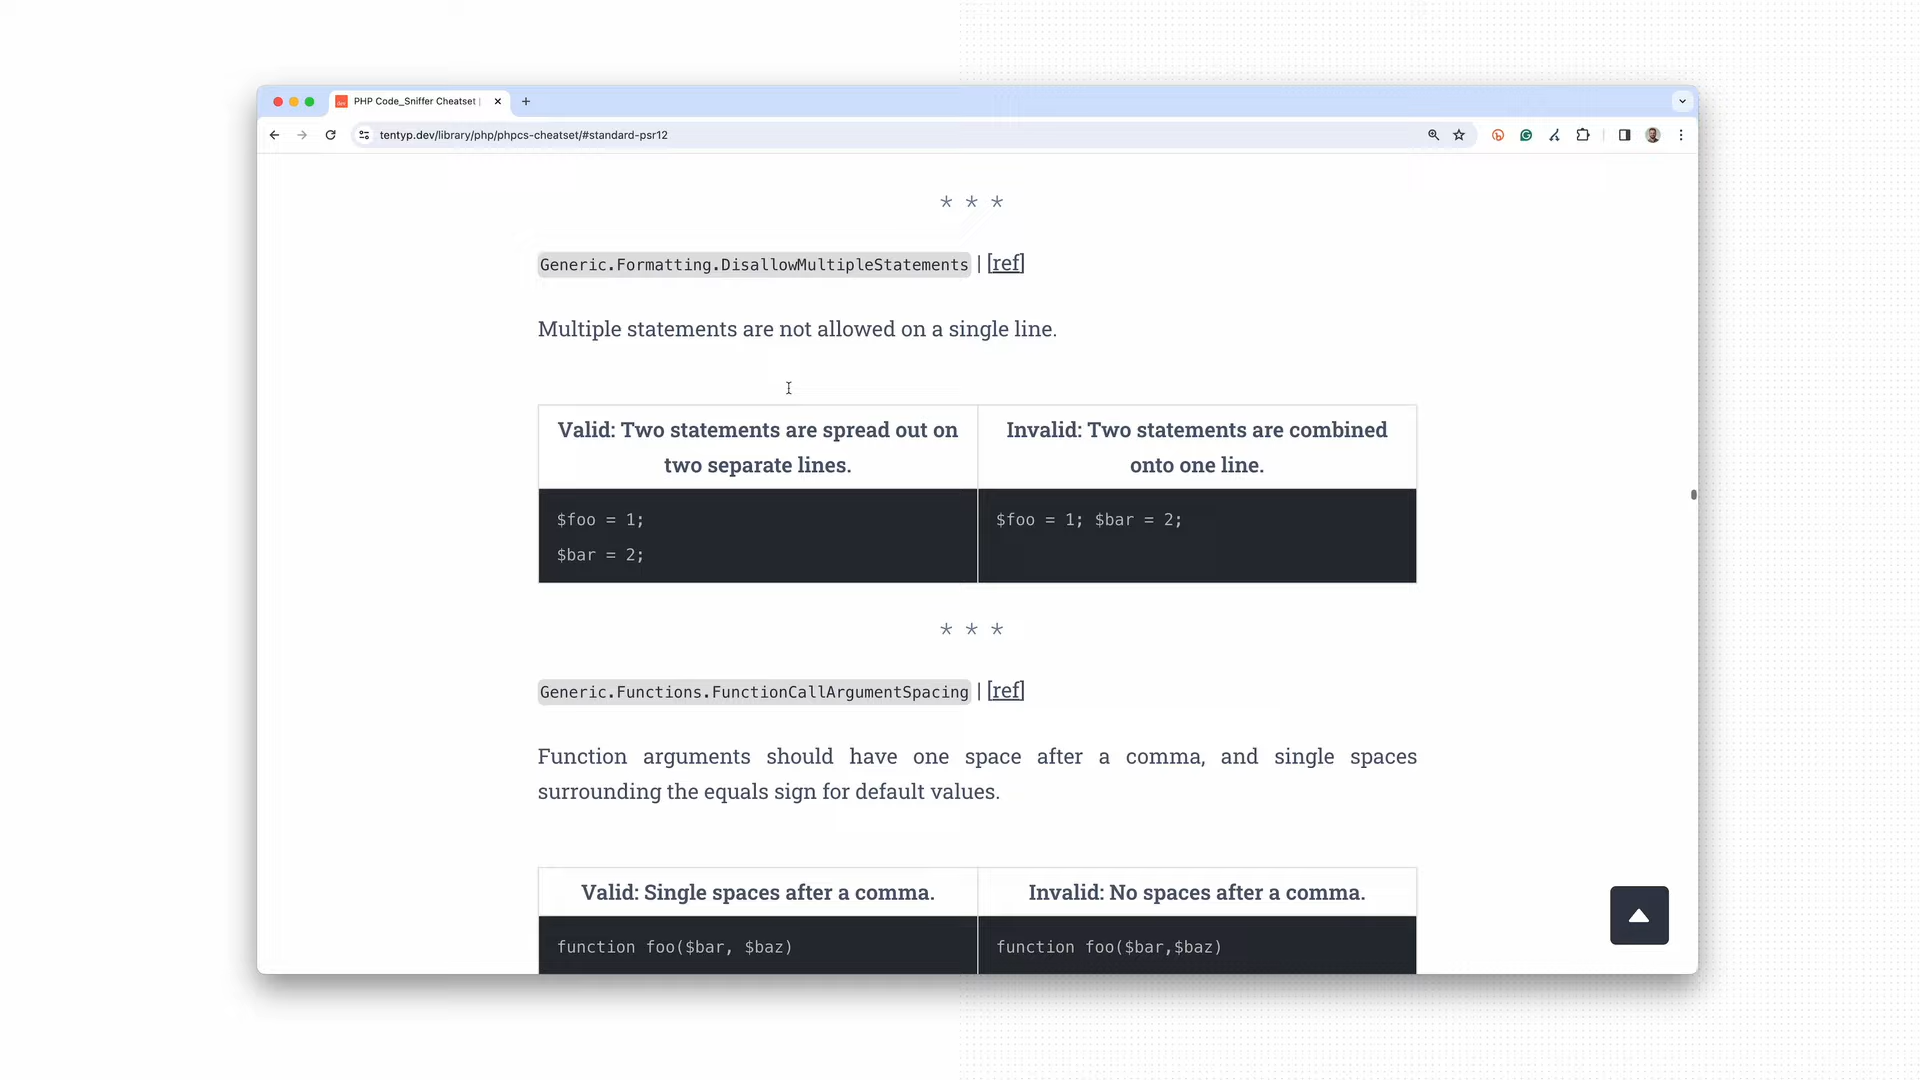 PHP Code_Sniffer Cheatset |
tentyp.dev/library/php/phpcs-cheatset/#standard-psr12
* * *
Generic.Formatting.DisallowMultipleStatements | [ref]
Multiple statements are not allowed on a single line.
Valid: Two statements are spread out on
two separate lines.
Invalid: Two statements are combined
onto one line.
$foo = 1;
$bar = 2;
$foo = 1; $bar = 2;
* * *
Generic.Functions.FunctionCallArgumentSpacing | [ref]
Function arguments should have one space after a comma, and single spaces
surrounding the equals sign for default values.
Valid: Single spaces after a comma.
Invalid: No spaces after a comma.
function foo($bar, $baz)
function foo($bar,$baz)